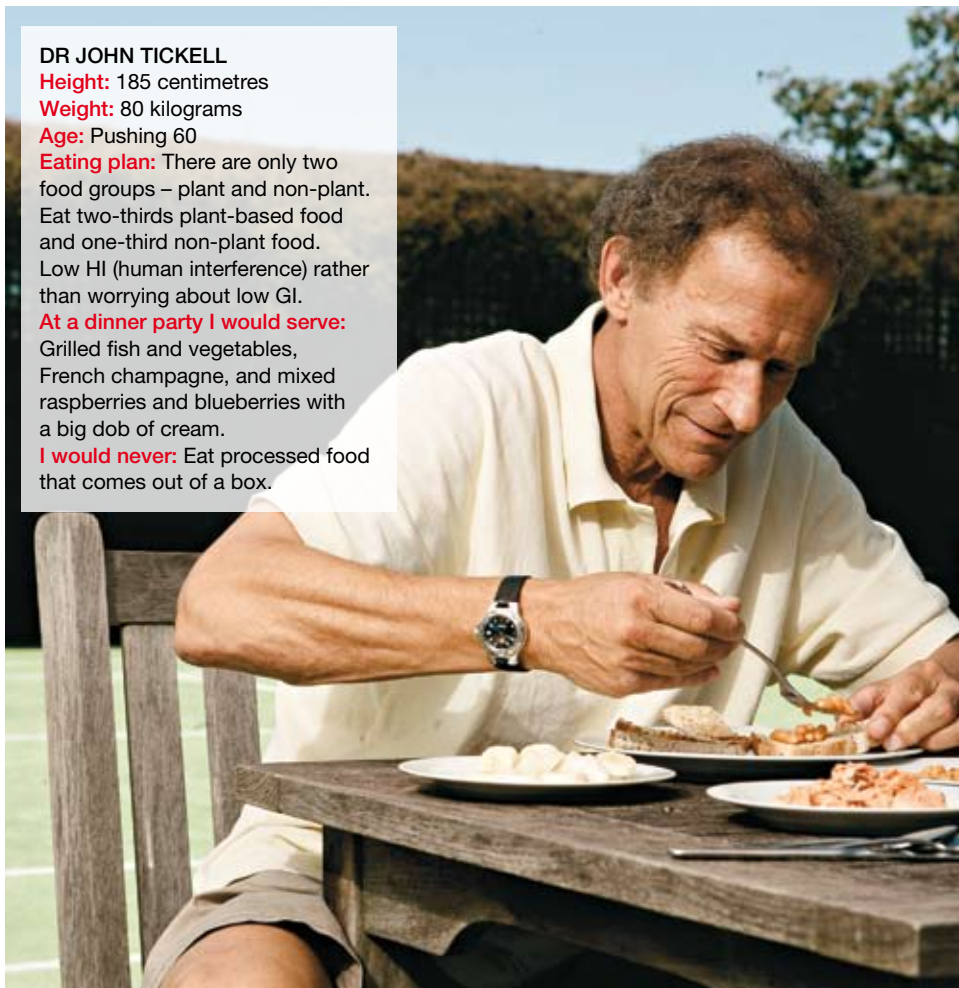 DR JOHN TICKELL
Height: 185 centimetres
Weight: 80 kilograms
Age: Pushing 60
Eating plan: There are only two
food groups – plant and non-plant.
Eat two-thirds plant-based food
and one-third non-plant food.
Low HI (human interference) rather
than worrying about low GI.
At a dinner party I would serve:
Grilled fish and vegetables,
French champagne, and mixed
raspberries and blueberries with
a big dob of cream.
I would never: Eat processed food
that comes out of a box.